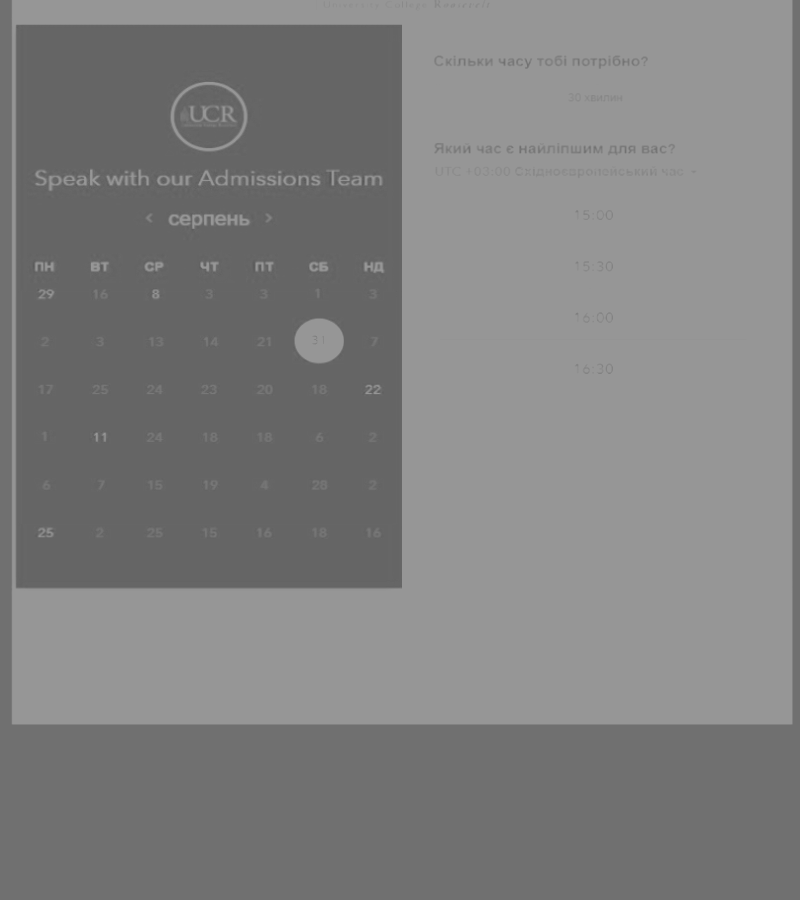 University College Roosevelt
UCR
Speak with our Admissions Team
< серпень >
ПН ВТ СР ЧТ ПТ СБ НД
29 16 8 3 3 1 3
2 3 13 14 21 31 7
17 25 24 23 20 18 22
1 11 24 18 18 6 2
6 7 15 19 4 28 2
25 2 25 15 16 18 16
Скільки часу тобі потрібно?
30 хвилин
Який час є найліпшим для вас?
UTC +03:00 Східноєвропейський час
15:00
15:30
16:00
16:30